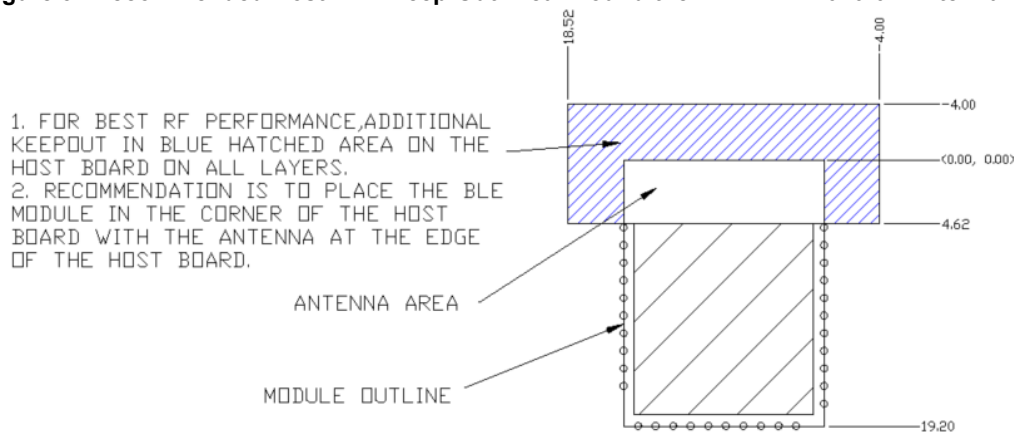 18.52
-4.00
-4.00
(0.00, 0.00)
4.62
19.20
1. FOR BEST RF PERFORMANCE,ADDITIONAL
KEEPOUT IN BLUE HATCHED AREA ON THE
HOST BOARD ON ALL LAYERS.
2. RECOMMENDATION IS TO PLACE THE BLE
MODULE IN THE CORNER OF THE HOST
BOARD WITH THE ANTENNA AT THE EDGE
OF THE HOST BOARD.
ANTENNA AREA
MODULE OUTLINE